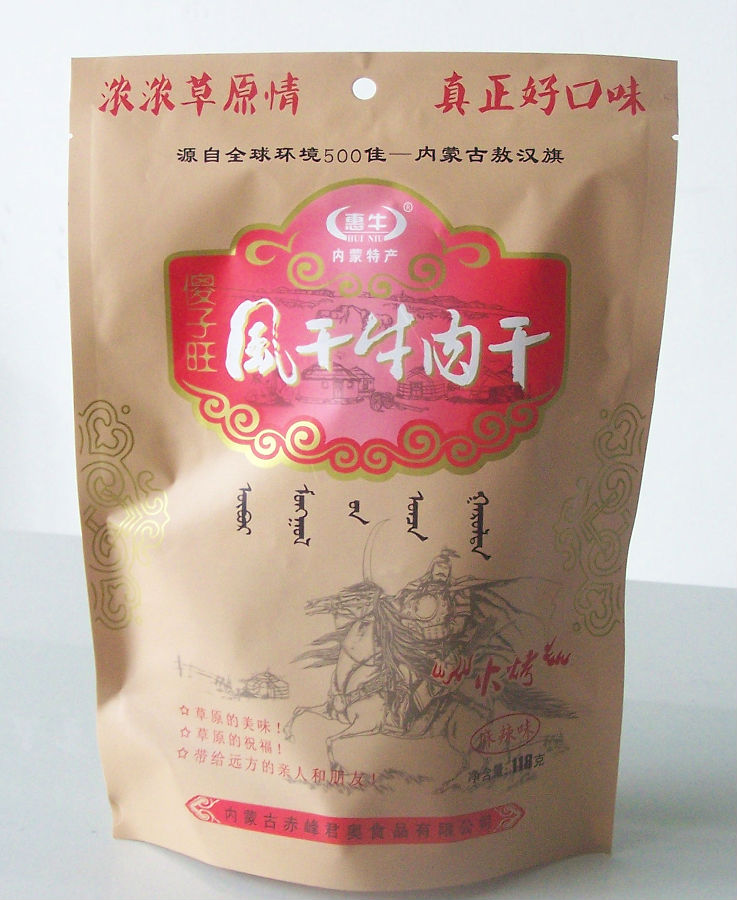 浓浓草原情 真正好口味
源自全球环境500佳—内蒙古敖汉旗
惠牛®
HUI NIU
内蒙特产
傻子旺
風干牛肉干
火烤
☆草原的美味!
☆草原的祝福!
☆带给远方的亲人和朋友!
麻辣味
净含量:118克
内蒙古赤峰君奥食品有限公司